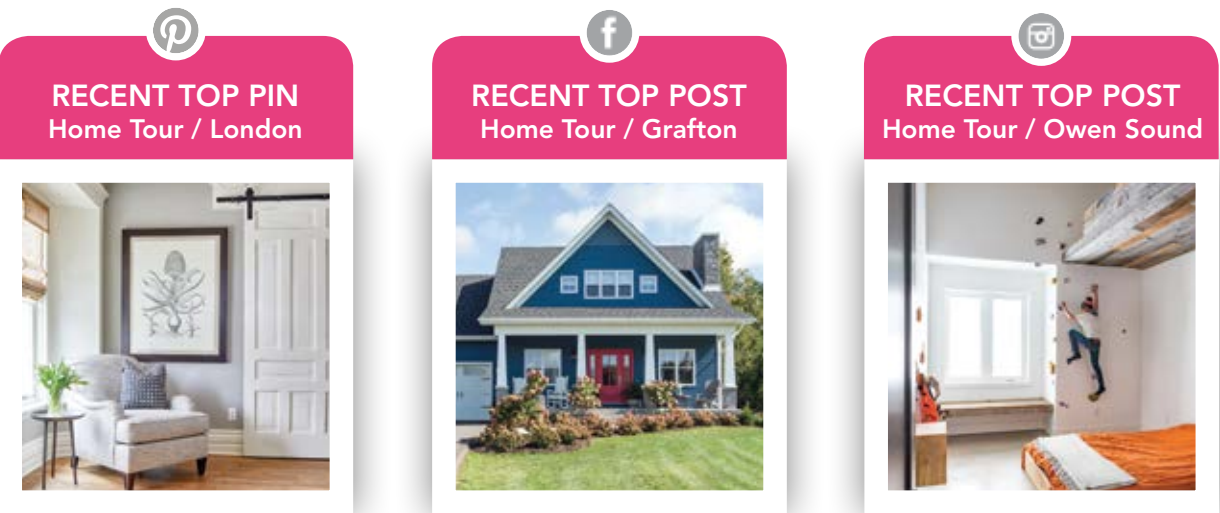 RECENT TOP PIN
Home Tour / London
RECENT TOP POST
Home Tour / Grafton
RECENT TOP POST
Home Tour / Owen Sound